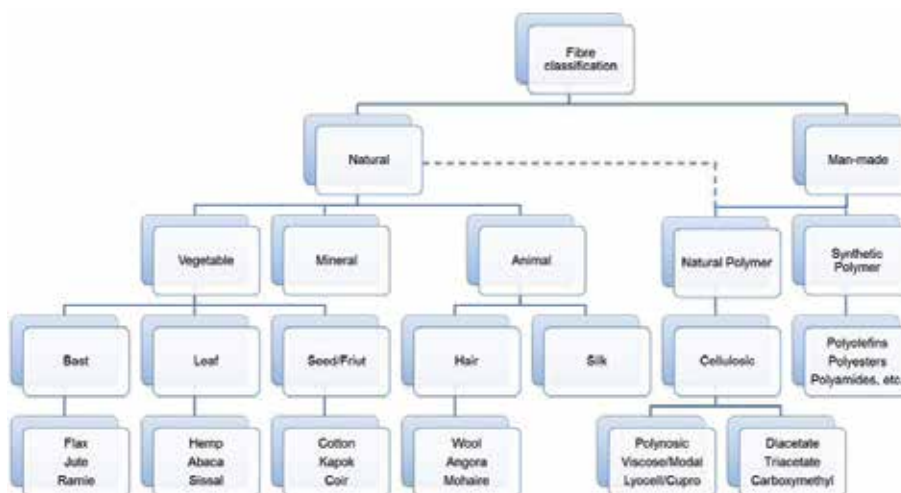 Fibre
classification
Natural
Man-made
Vegetable
Mineral
Animal
Natural Polymer
Synthetic
Polymer
Bast
Leaf
Seed/Friut
Hair
Silk
Cellulosic
Polyolefins
Polyesters
Polyamides, etc
Flax
Jute
Ramie
Hemp
Abaca
Sissal
Cotton
Kapok
Coir
Wool
Angora
Mohaire
Polynosic
Viscose/Modal
Lyocell/Cupro
Diacetate
Triacetate
Carboxymethyl